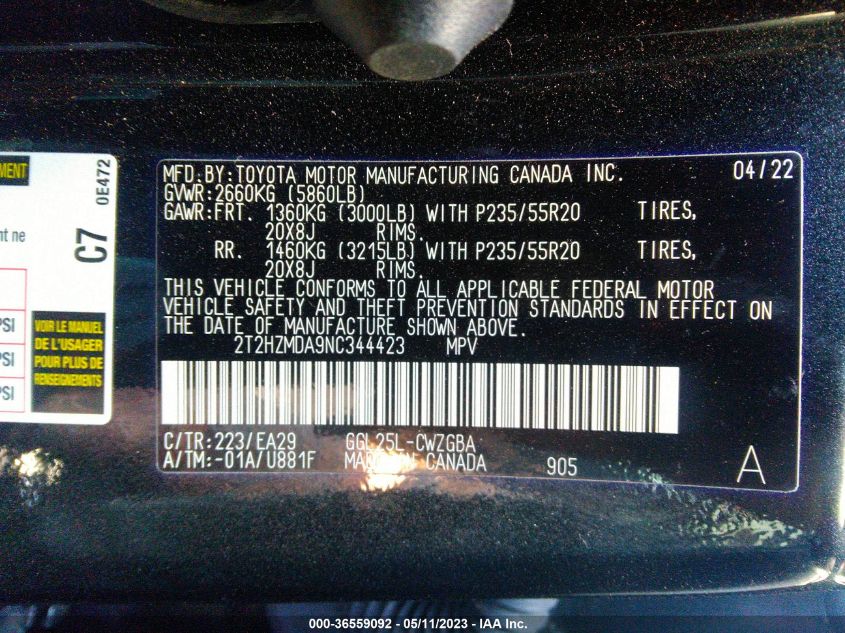 MFD.BY:TOYOTA MOTOR MANUFACTURING CANADA INC. 04/22
GVWR:2660KG (5860LB)
GAWR:FRT. 1360KG (3000LB) WITH P235/55R20 TIRES,
20X8J RIMS.
RR. 1460KG (3215LB) WITH P235/55R20 TIRES,
20X8J RIMS.
THIS VEHICLE CONFORMS TO ALL APPLICABLE FEDERAL MOTOR
VEHICLE SAFETY AND THEFT PREVENTION STANDARDS IN EFFECT ON
THE DATE OF MANUFACTURE SHOWN ABOVE.
2T2HZMDA9NC344423 MPV
C/TR:223/EA29 GGL25L-CWZGBA
A/TM:-01A/U881F MADE IN CANADA 905 A
0E472
C7
nt ne
PSI
PSI
PSI
VOIR LE MANUEL
DE L'USAGER
POUR PLUS DE
RENSEIGNEMENTS
000-36559092 - 05/11/2023 - IAA Inc.